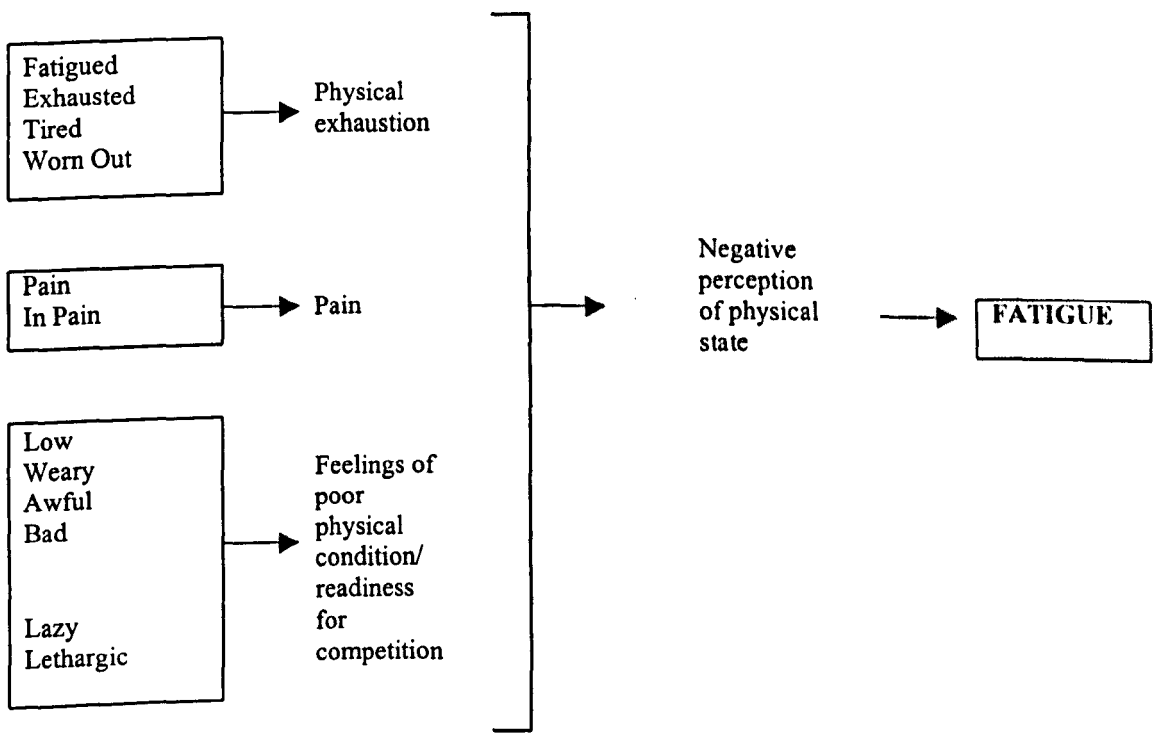 Fatigued
Exhausted
Tired
Worn Out
Physical
exhaustion
Pain
In Pain
Pain
Low
Weary
Awful
Bad
Lazy
Lethargic
Feelings of
poor
physical
condition/
readiness
for
competition
Negative
perception
of physical
state
FATIGUE